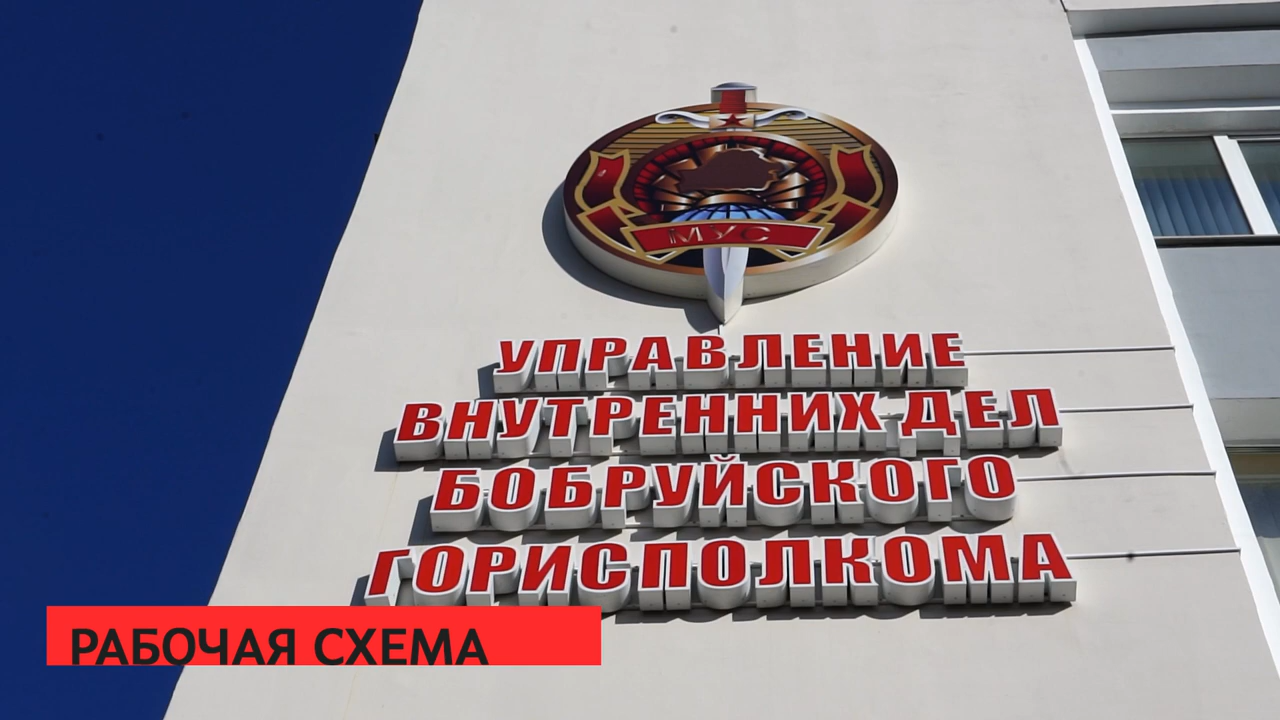 МУС
УПРАВЛЕНИЕ
ВНУТРЕННИХ ДЕЛ
БОБРУЙСКОГО
ГОРИСПОЛКОМА
РАБОЧАЯ СХЕМА